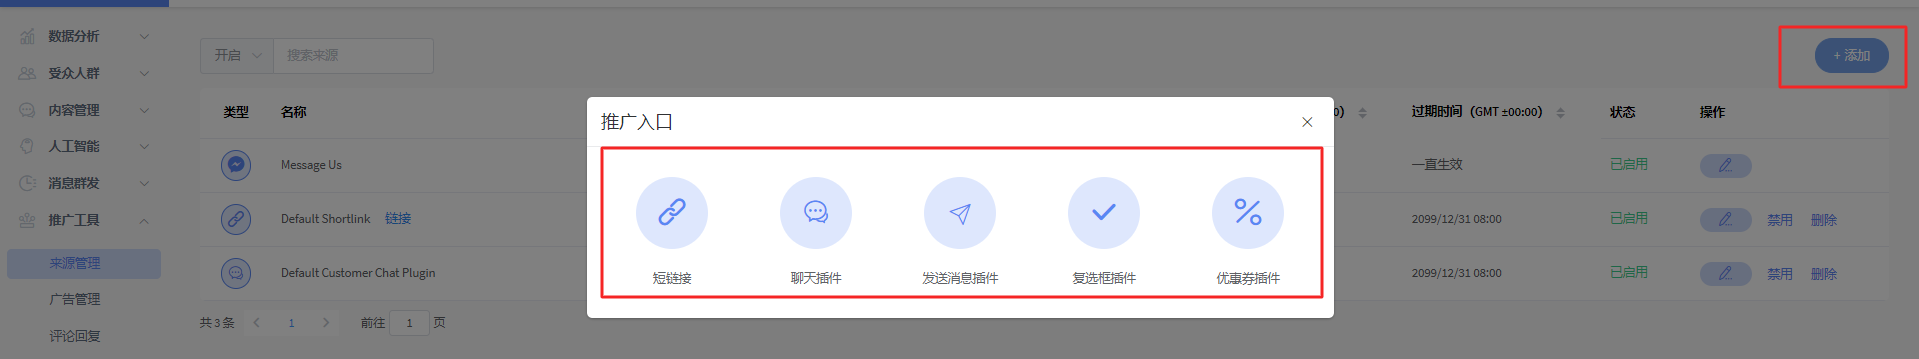 数据分析
受众人群
内容管理
人工智能
消息群发
推广工具
来源管理
广告管理
评论回复
开启 搜索来源
+ 添加
类型 名称 0） 过期时间（GMT ±00:00） 状态 操作
Message Us 一直生效 已启用
Default Shortlink 链接 2099/12/31 08:00 已启用 禁用 删除
Default Customer Chat Plugin 2099/12/31 08:00 已启用 禁用 删除
共 3 条 1 前往 1 页
推广入口
短链接 聊天插件 发送消息插件 复选框插件 优惠券插件